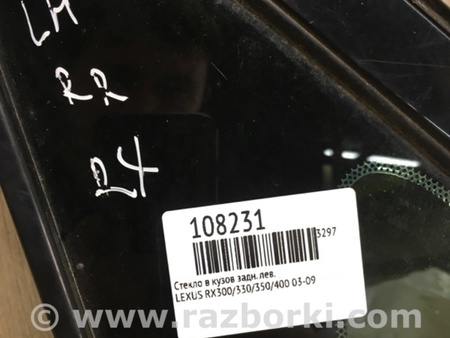 LH
RR
24
108231
3297
Стекло в кузов задн. лев.
LEXUS RX300/330/350/400 03-09
© www.razborki.com